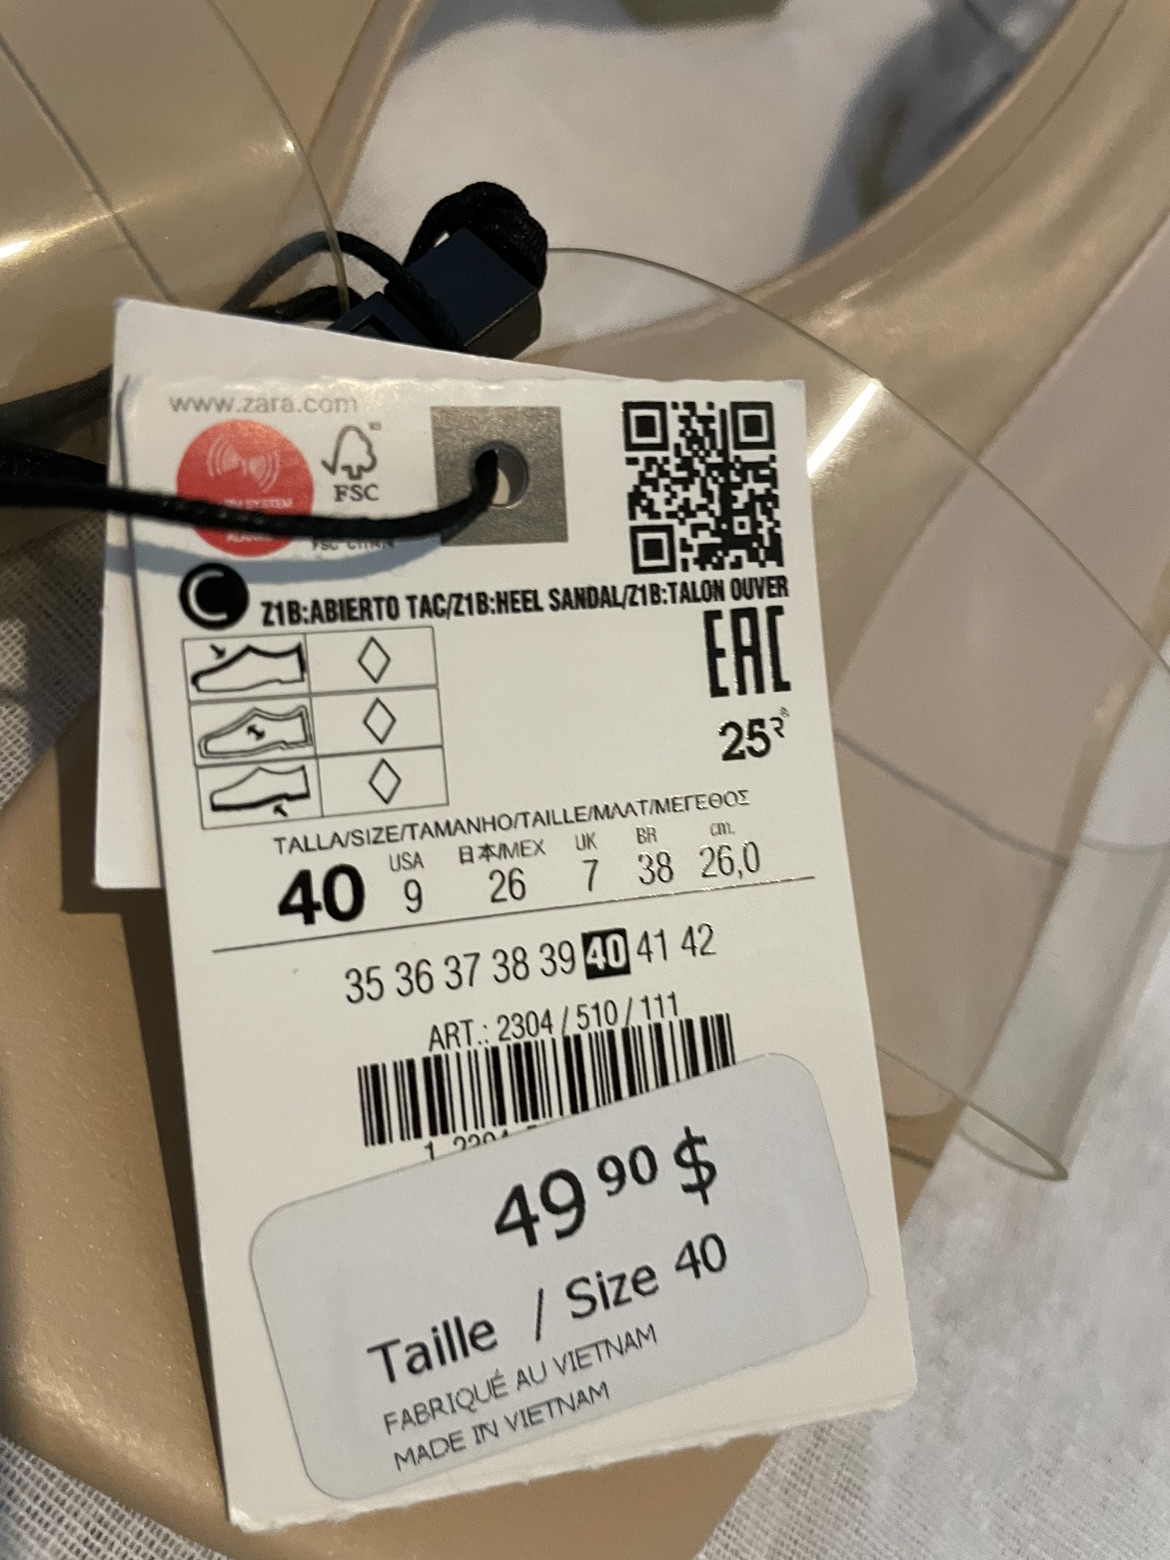 www.zara.com
FSC
Z1B:ABIERTO TAC/Z1B:HEEL SANDAL/Z1B:TALON OUVER
EAC
25
TALLA/SIZE/TAMANHO/TAILLE/MAAT/ΜΕΓΕΘΟΣ
USA 日本/MEX UK BR cm.
40 9 26 7 38 26,0
35 36 37 38 39 40 41 42
ART.: 2304 / 510 / 111
49 90 $
Taille / Size 40
FABRIQUÉ AU VIETNAM
MADE IN VIETNAM